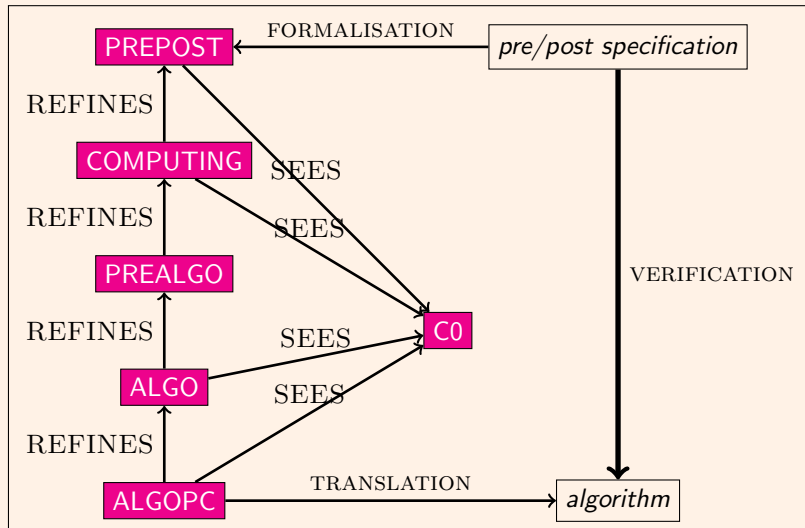 FORMALISATION
PREPOST
pre/post specification
REFINES
COMPUTING
SEES
REFINES
SEES
PREALGO
VERIFICATION
REFINES
SEES
C0
ALGO
SEES
REFINES
TRANSLATION
ALGOPC
algorithm